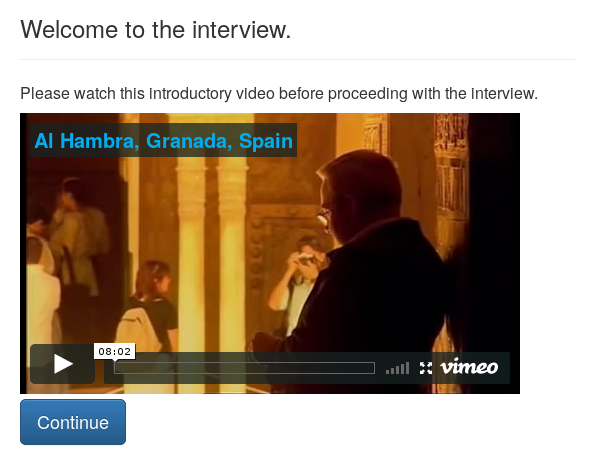 Welcome to the interview.
Please watch this introductory video before proceeding with the interview.
Al Hambra, Granada, Spain
08:02
vimeo
Continue